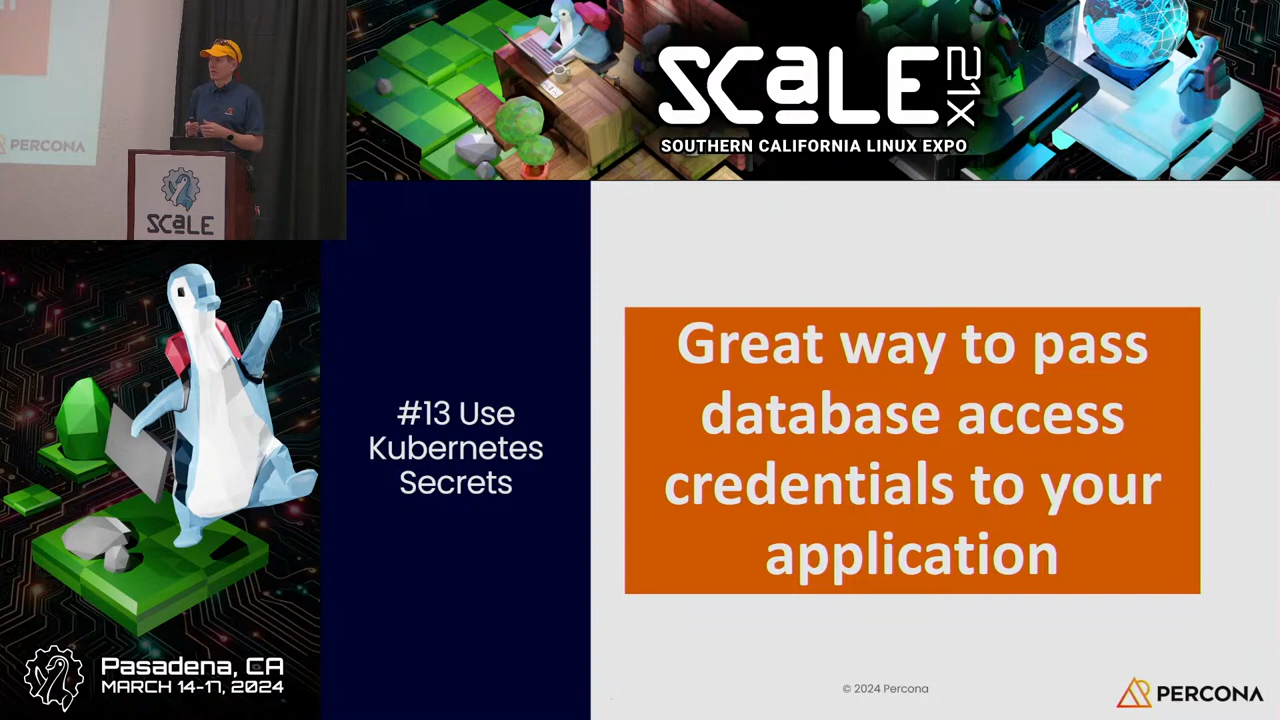 PERCONA
SCaLE
SCaLE 21x
SOUTHERN CALIFORNIA LINUX EXPO
#13 Use
Kubernetes
Secrets
Great way to pass
database access
credentials to your
application
Pasadena, CA
MARCH 14-17, 2024
© 2024 Percona
PERCONA